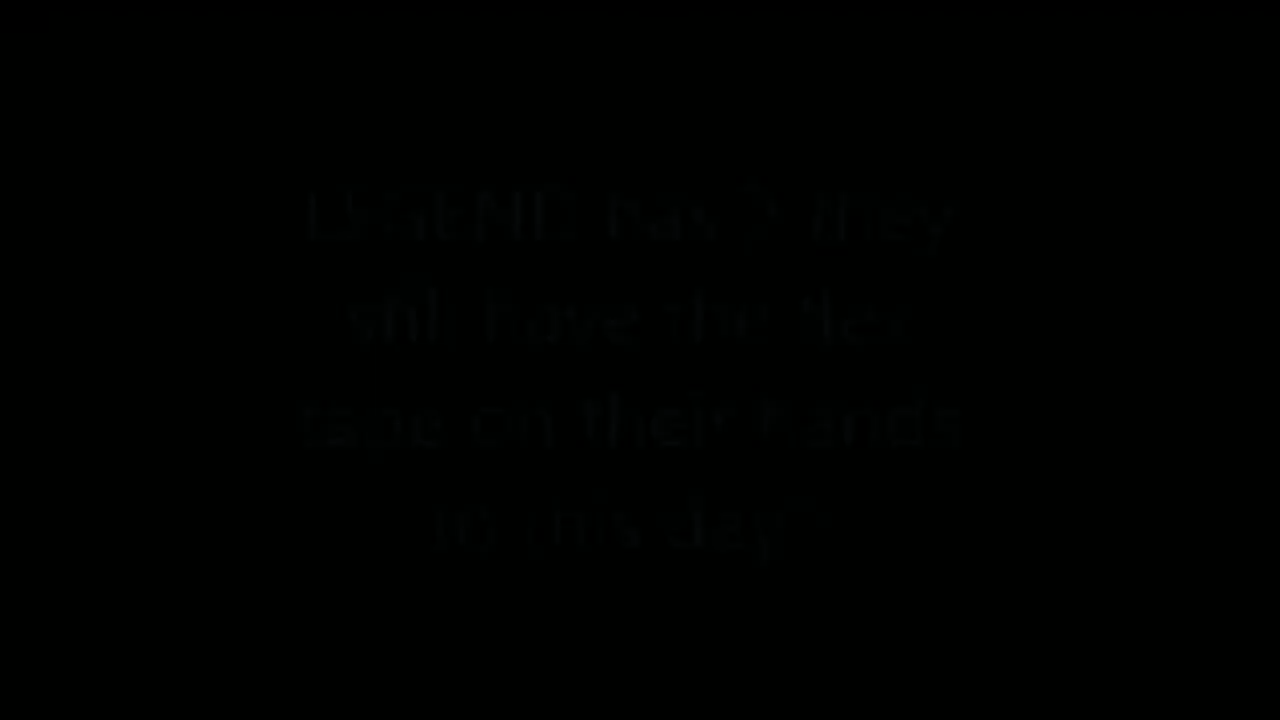 LEGEND has it they
still have the flex
tape on their hands
to this day